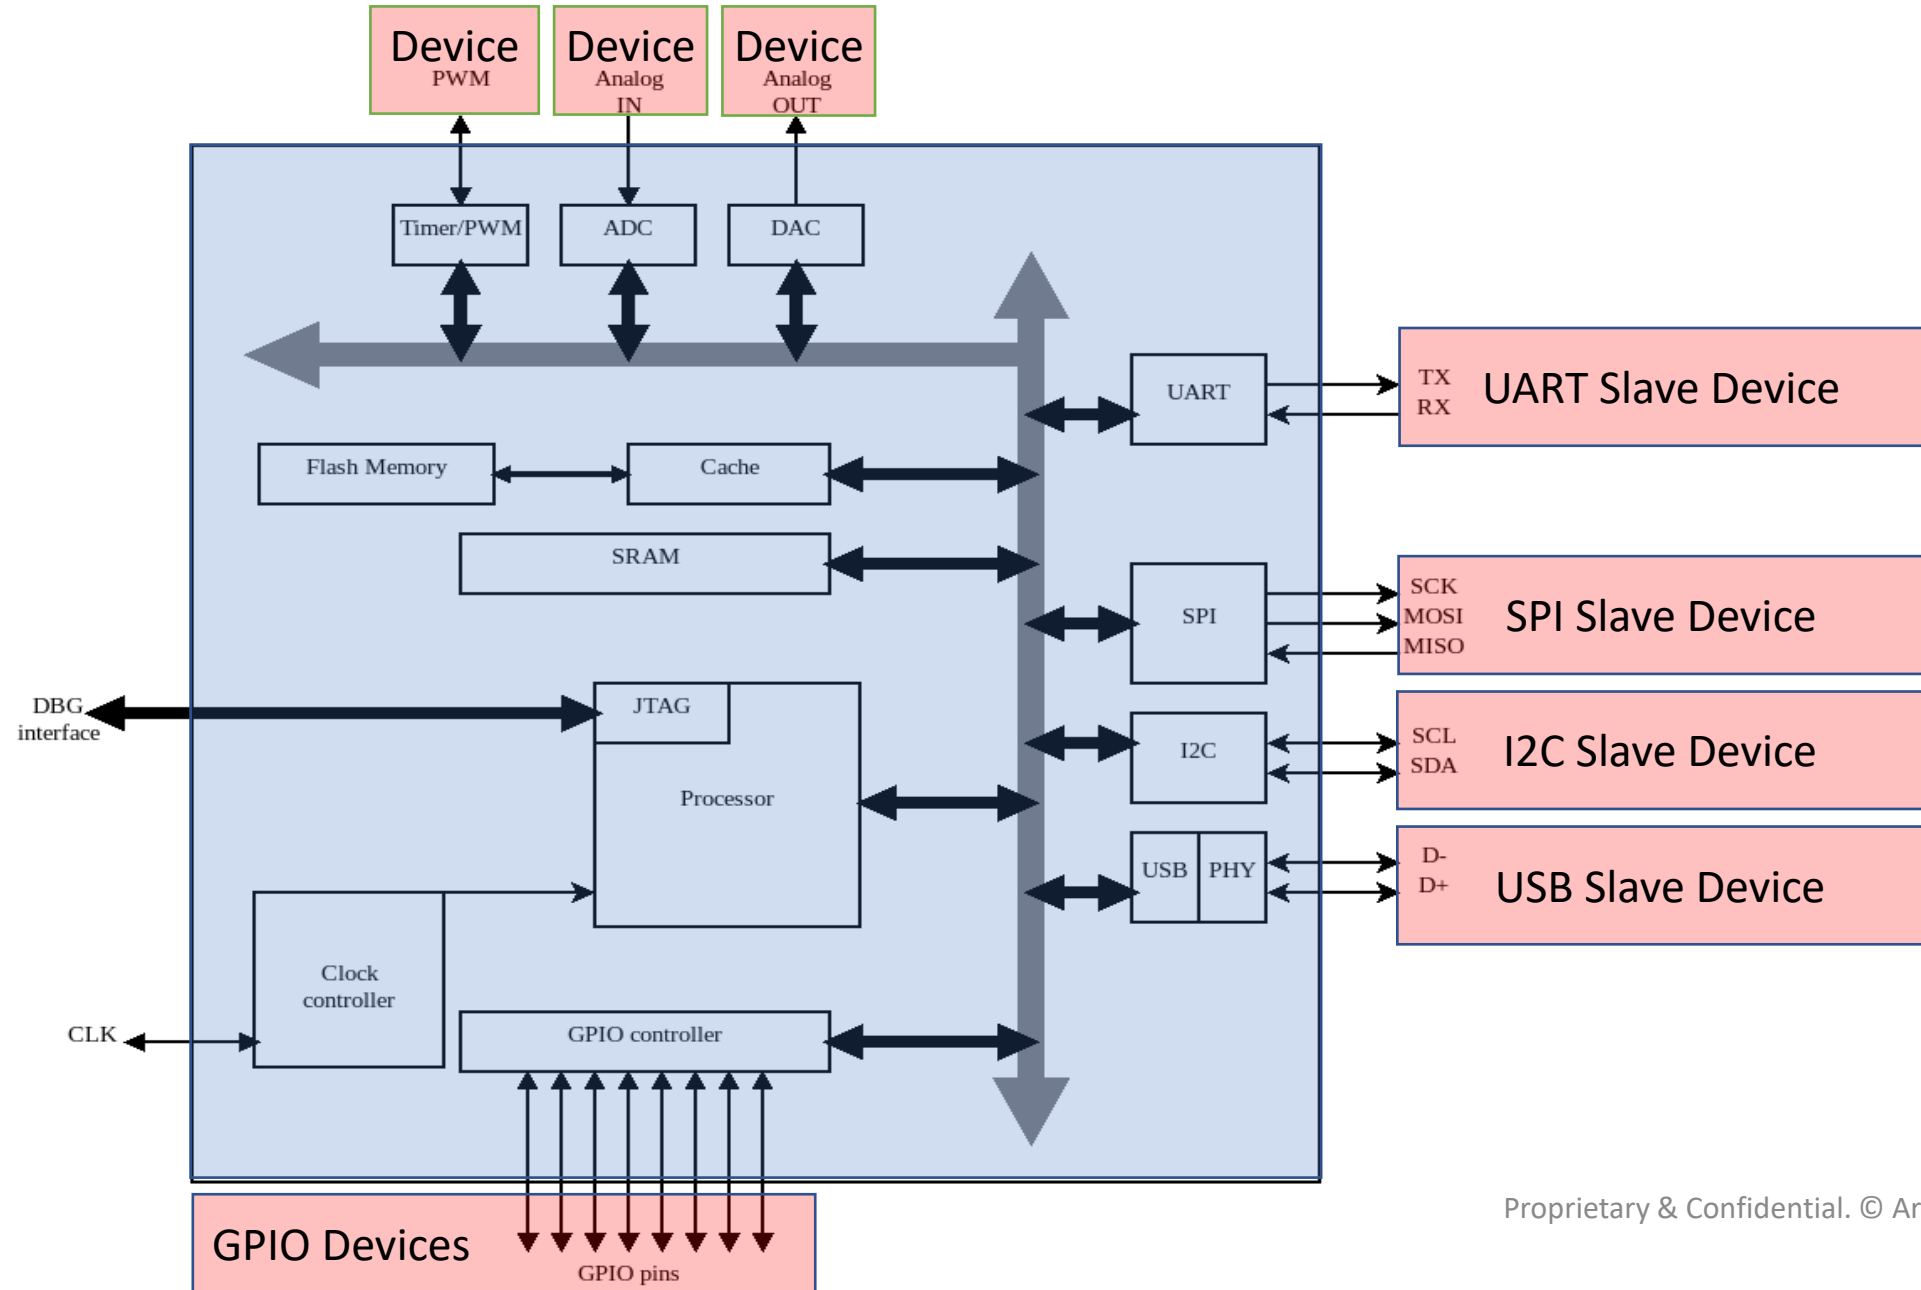 Device
PWM
Device
Analog
IN
Device
Analog
OUT
Timer/PWM
ADC
DAC
UART
TX
RX
UART Slave Device
Flash Memory
Cache
SRAM
SPI
SCK
MOSI
MISO
SPI Slave Device
DBG
interface
JTAG
Processor
I2C
SCL
SDA
I2C Slave Device
USB
PHY
D-
D+
USB Slave Device
Clock
controller
CLK
GPIO controller
GPIO Devices
GPIO pins
Proprietary & Confidential. © Ar